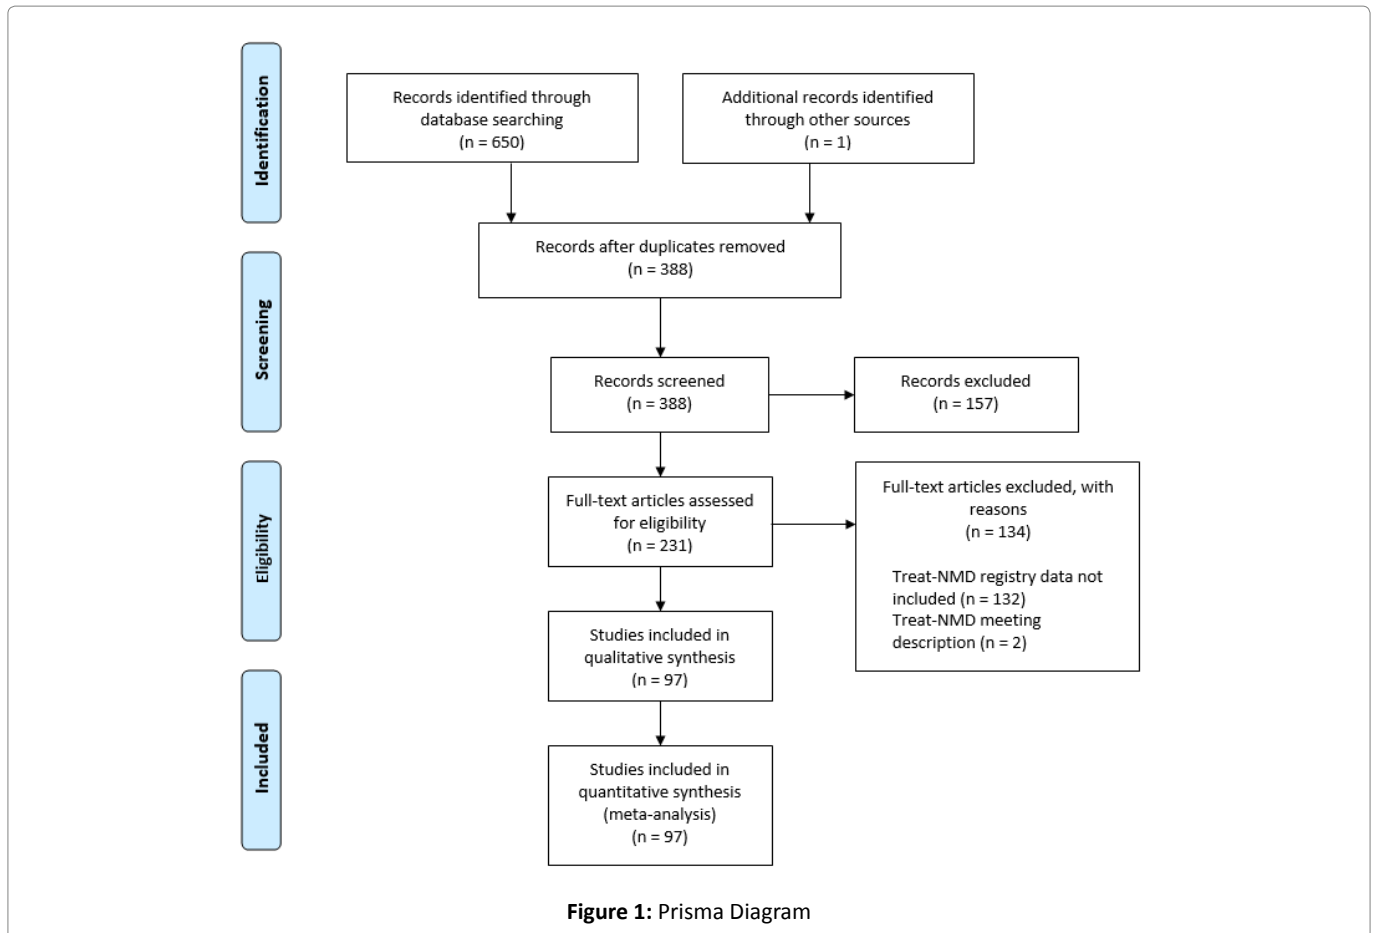 Identification
Records identified through
database searching
(n = 650)
Additional records identified
through other sources
(n = 1)
Records after duplicates removed
(n = 388)
Screening
Records screened
(n = 388)
Records excluded
(n = 157)
Eligibility
Full-text articles assessed
for eligibility
(n = 231)
Full-text articles excluded, with
reasons
(n = 134)
Treat-NMD registry data not
included (n = 132)
Treat-NMD meeting
description (n = 2)
Studies included in
qualitative synthesis
(n = 97)
Included
Studies included in
quantitative synthesis
(meta-analysis)
(n = 97)
Figure 1: Prisma Diagram